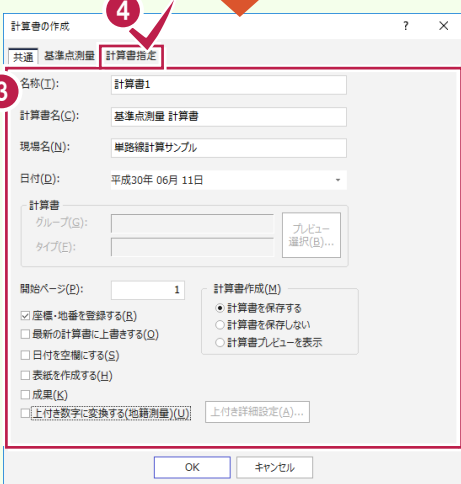 4
計算書の作成 ? ×
共通 基準点測量 計算書指定
3
名称(T): 計算書1
計算書名(C): 基準点測量 計算書
現場名(N): 単路線計算サンプル
日付(D): 平成30年 06月 11日
計算書
グループ(G):
タイプ(E):
プレビュー
選択(B)...
開始ページ(P): 1
計算書作成(M)
計算書を保存する
計算書を保存しない
計算書プレビューを表示
座標・地番を登録する(R)
最新の計算書に上書きする(O)
日付を空欄にする(S)
表紙を作成する(H)
成果(K)
上付き数字に変換する(地籍測量)(U) 上付き詳細設定(A)...
OK キャンセル